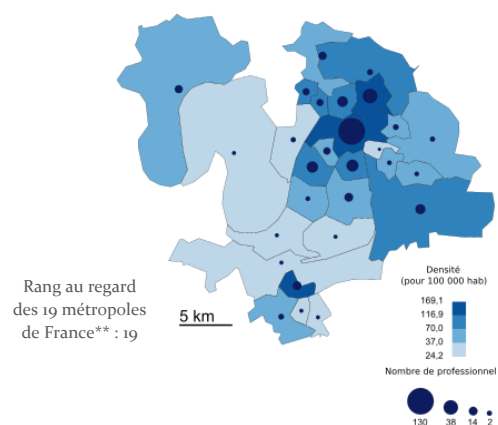 Rang au regard
des 19 métropoles
de France** : 19
5 km
Densité
(pour 100 000 hab)
169,1
116,9
70,0
37,0
24,2
Nombre de professionnel
130 38 14 2